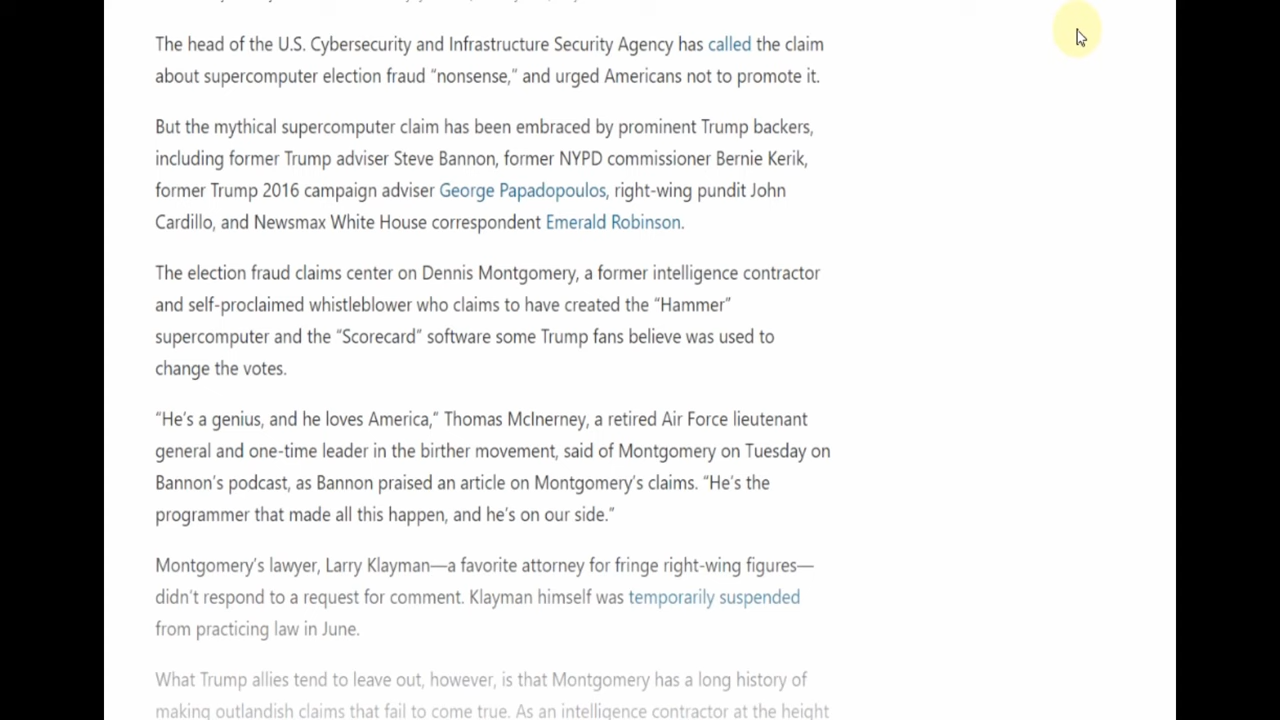 The head of the U.S. Cybersecurity and Infrastructure Security Agency has called the claim
about supercomputer election fraud “nonsense,” and urged Americans not to promote it.
But the mythical supercomputer claim has been embraced by prominent Trump backers,
including former Trump adviser Steve Bannon, former NYPD commissioner Bernie Kerik,
former Trump 2016 campaign adviser George Papadopoulos, right-wing pundit John
Cardillo, and Newsmax White House correspondent Emerald Robinson.
The election fraud claims center on Dennis Montgomery, a former intelligence contractor
and self-proclaimed whistleblower who claims to have created the “Hammer”
supercomputer and the “Scorecard” software some Trump fans believe was used to
change the votes.
“He’s a genius, and he loves America,” Thomas McInerney, a retired Air Force lieutenant
general and one-time leader in the birther movement, said of Montgomery on Tuesday on
Bannon’s podcast, as Bannon praised an article on Montgomery’s claims. “He’s the
programmer that made all this happen, and he’s on our side.”
Montgomery’s lawyer, Larry Klayman—a favorite attorney for fringe right-wing figures—
didn’t respond to a request for comment. Klayman himself was temporarily suspended
from practicing law in June.
What Trump allies tend to leave out, however, is that Montgomery has a long history of
making outlandish claims that fail to come true. As an intelligence contractor at the height